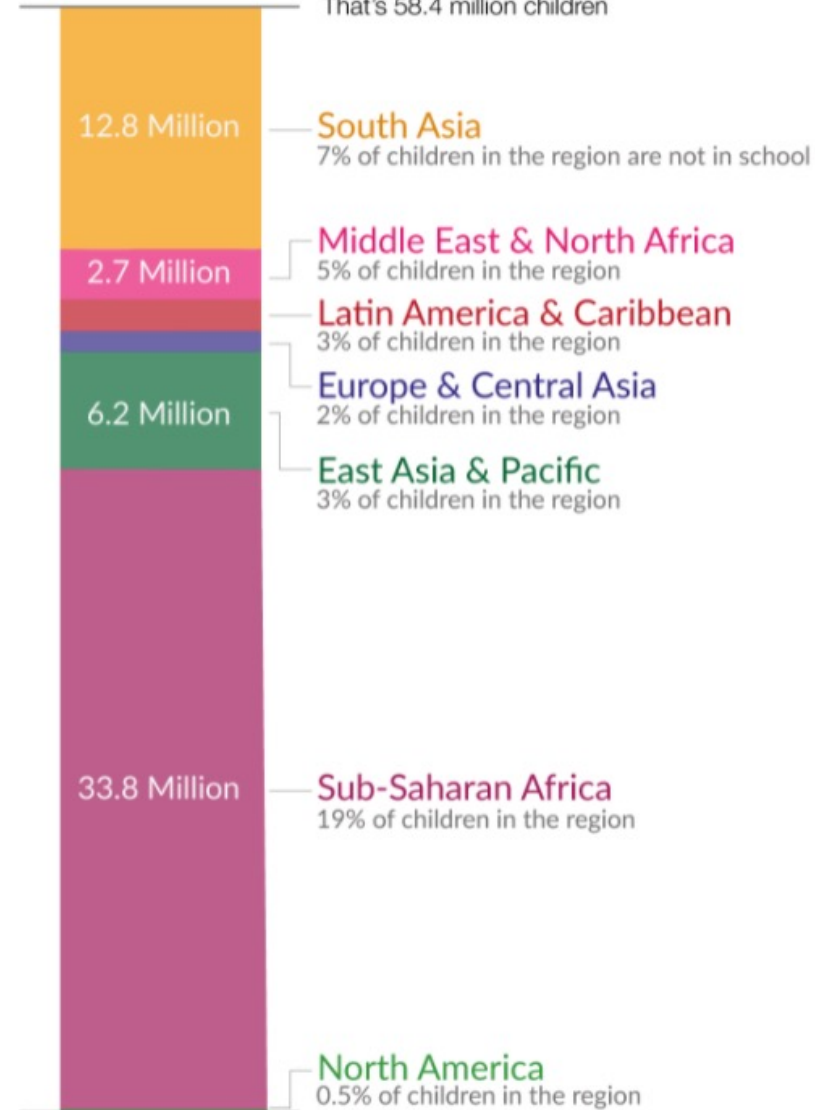 That's 58.4 million children
12.8 Million
South Asia
7% of children in the region are not in school
Middle East & North Africa
5% of children in the region
2.7 Million
Latin America & Caribbean
3% of children in the region
Europe & Central Asia
2% of children in the region
6.2 Million
East Asia & Pacific
3% of children in the region
33.8 Million
Sub-Saharan Africa
19% of children in the region
North America
0.5% of children in the region